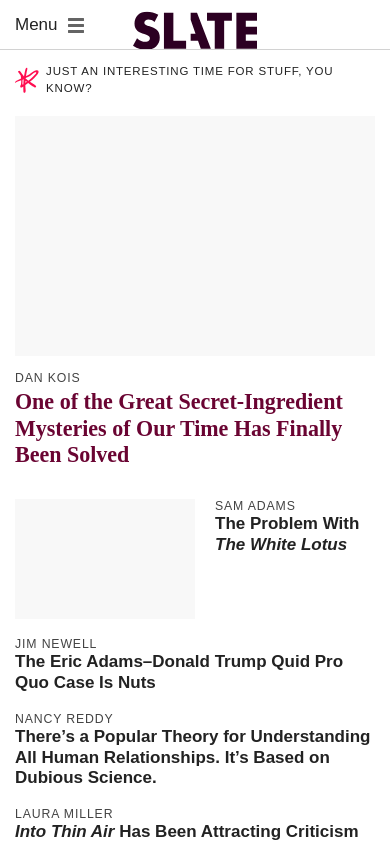 Menu
SLATE
JUST AN INTERESTING TIME FOR STUFF, YOU
KNOW?
DAN KOIS
One of the Great Secret-Ingredient
Mysteries of Our Time Has Finally
Been Solved
SAM ADAMS
The Problem With
The White Lotus
JIM NEWELL
The Eric Adams–Donald Trump Quid Pro
Quo Case Is Nuts
NANCY REDDY
There’s a Popular Theory for Understanding
All Human Relationships. It’s Based on
Dubious Science.
LAURA MILLER
Into Thin Air Has Been Attracting Criticism